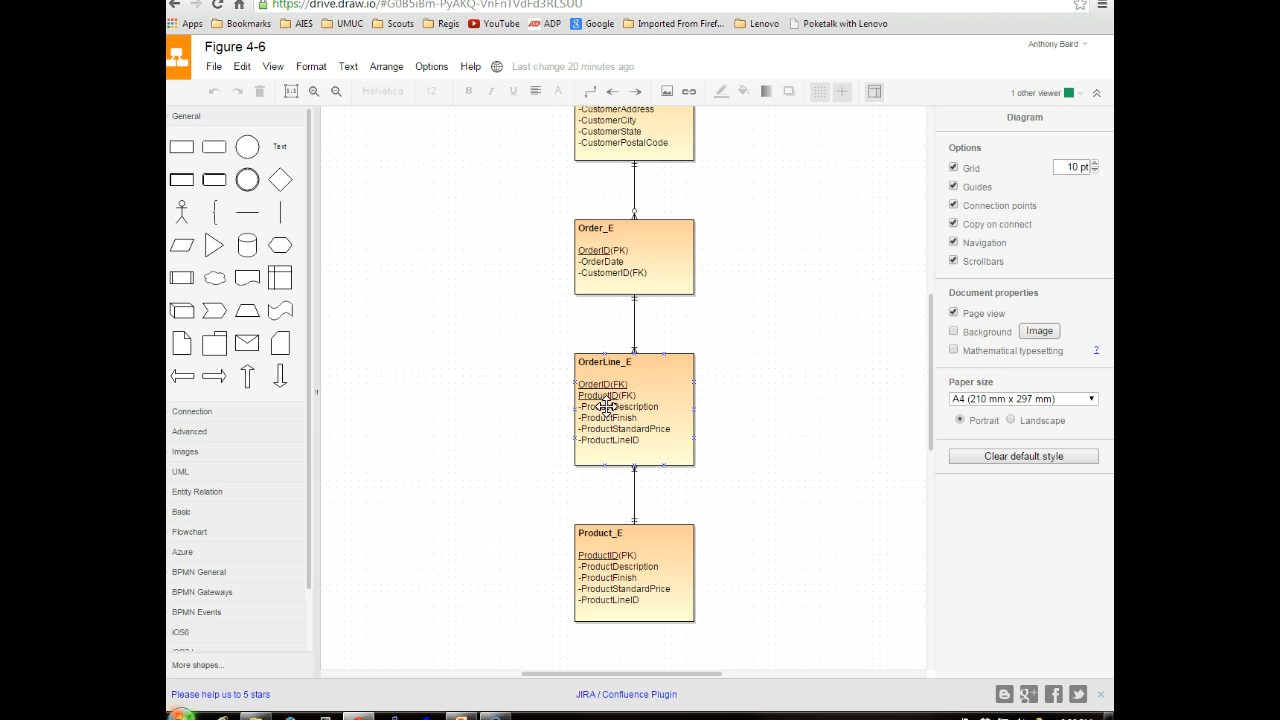 https://drive.draw.io/#G0B5iBm-PyAKQ-VnFnTVdFd3RLSUU
Apps Bookmarks AIES UMUC Scouts Regis YouTube ADP Google Imported From Firef... Lenovo Poketalk with Lenovo
Figure 4-6
Anthony Baird
File Edit View Format Text Arrange Options Help Last change 20 minutes ago
1:1 Helvetica 12 B I U A
1 other viewer
General
Text
Connection
Advanced
Images
UML
Entity Relation
Basic
Flowchart
Azure
BPMN General
BPMN Gateways
BPMN Events
iOS6
More shapes...
-CustomerAddress
-CustomerCity
-CustomerState
-CustomerPostalCode
Order_E
OrderID(PK)
-OrderDate
-CustomerID(FK)
OrderLine_E
OrderID(FK)
ProductID(FK)
-ProductDescription
-ProductFinish
-ProductStandardPrice
-ProductLineID
Product_E
ProductID(PK)
-ProductDescription
-ProductFinish
-ProductStandardPrice
-ProductLineID
Diagram
Options
Grid 10 pt
Guides
Connection points
Copy on connect
Navigation
Scrollbars
Document properties
Page view
Background Image
Mathematical typesetting ?
Paper size
A4 (210 mm x 297 mm)
Portrait Landscape
Clear default style
Please help us to 5 stars
JIRA / Confluence Plugin